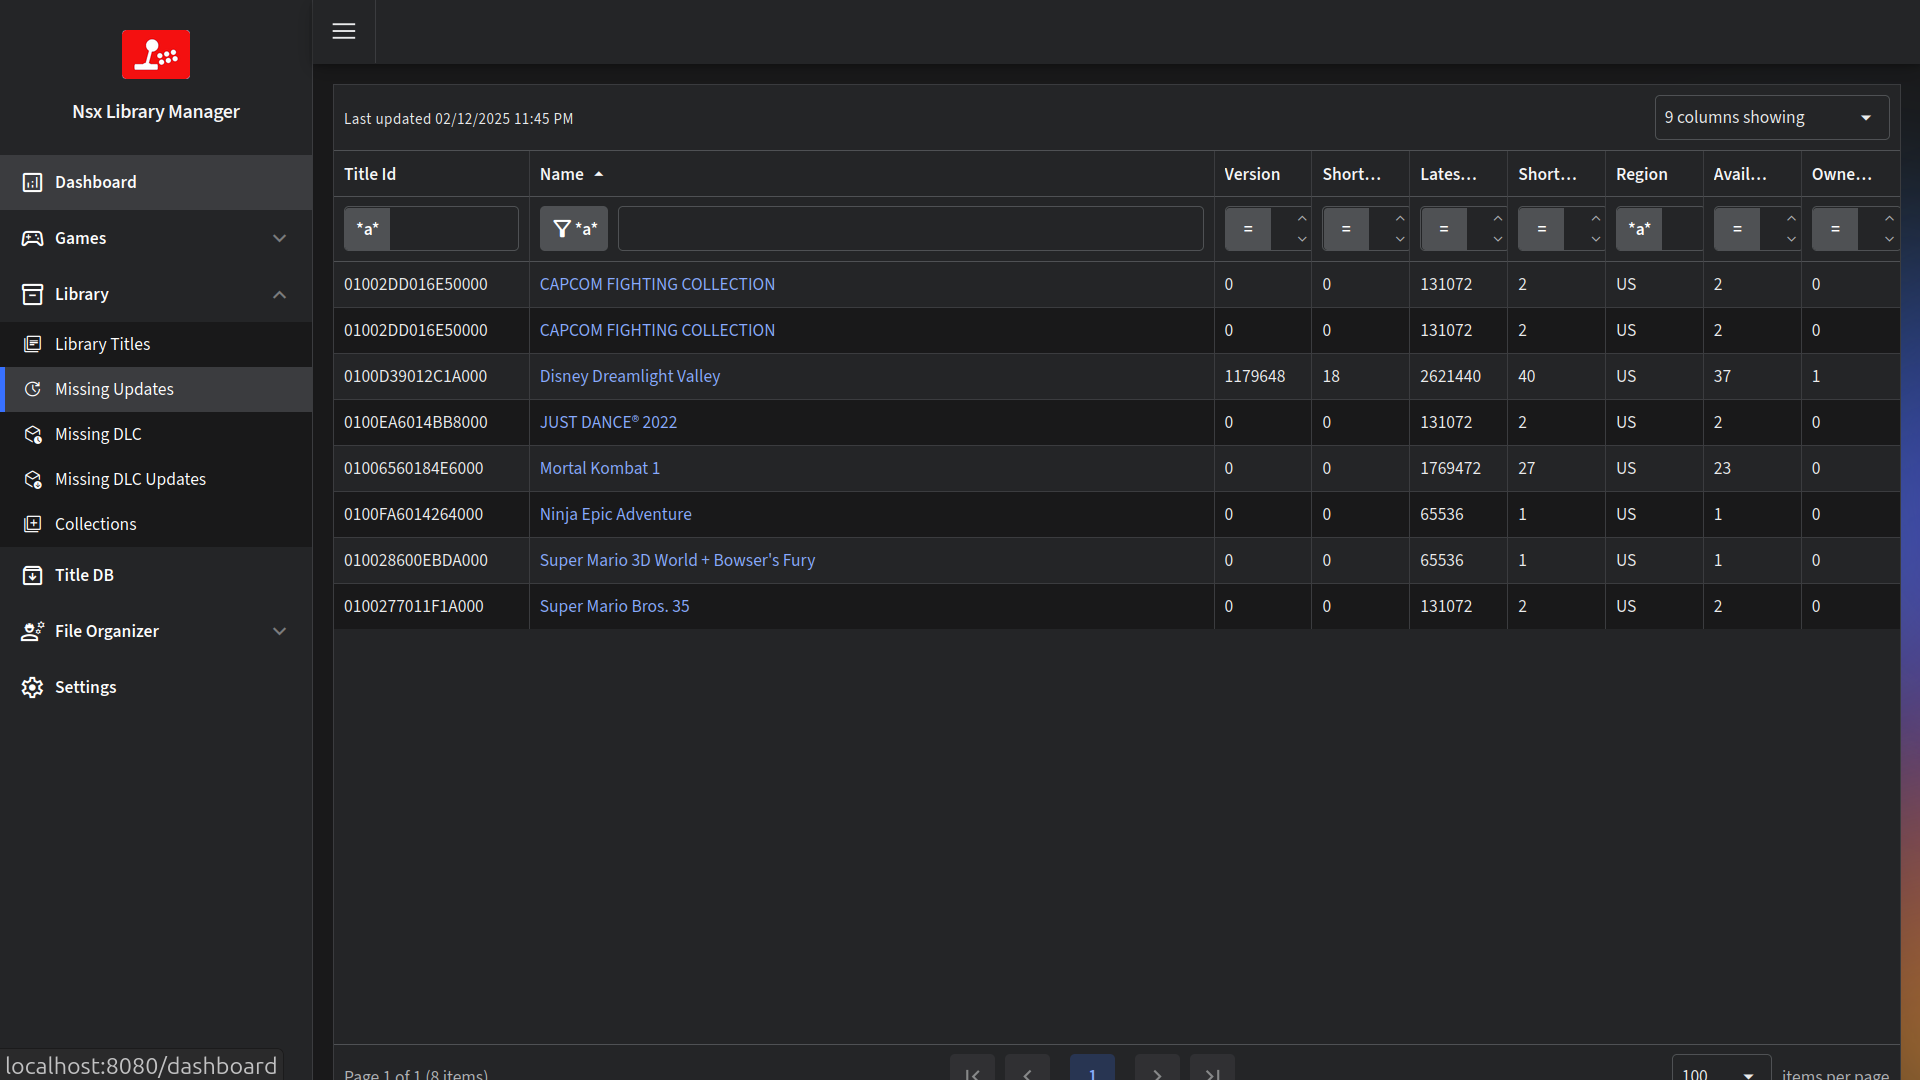 Nsx Library Manager
Dashboard
Games
Library
Library Titles
Missing Updates
Missing DLC
Missing DLC Updates
Collections
Title DB
File Organizer
Settings
localhost:8080/dashboard
Last updated 02/12/2025 11:45 PM
9 columns showing
Title Id Name Version Short... Lates... Short... Region Avail... Owne...
*a* *a* = = = = *a* = =
01002DD016E50000 CAPCOM FIGHTING COLLECTION 0 0 131072 2 US 2 0
01002DD016E50000 CAPCOM FIGHTING COLLECTION 0 0 131072 2 US 2 0
0100D39012C1A000 Disney Dreamlight Valley 1179648 18 2621440 40 US 37 1
0100EA6014BB8000 JUST DANCE® 2022 0 0 131072 2 US 2 0
01006560184E6000 Mortal Kombat 1 0 0 1769472 27 US 23 0
0100FA6014264000 Ninja Epic Adventure 0 0 65536 1 US 1 0
010028600EBDA000 Super Mario 3D World + Bowser's Fury 0 0 65536 1 US 1 0
0100277011F1A000 Super Mario Bros. 35 0 0 131072 2 US 2 0
Page 1 of 1 (8 items) 1 100 items per page